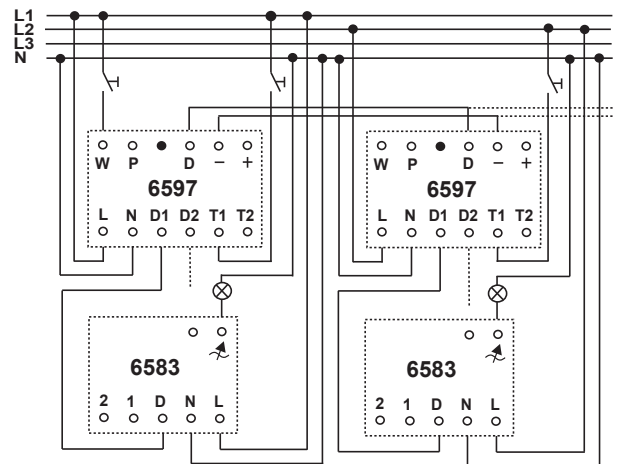 L1
L2
L3
N
W P D − +
6597
L N D1 D2 T1 T2
W P D − +
6597
L N D1 D2 T1 T2
6583
2 1 D N L
6583
2 1 D N L